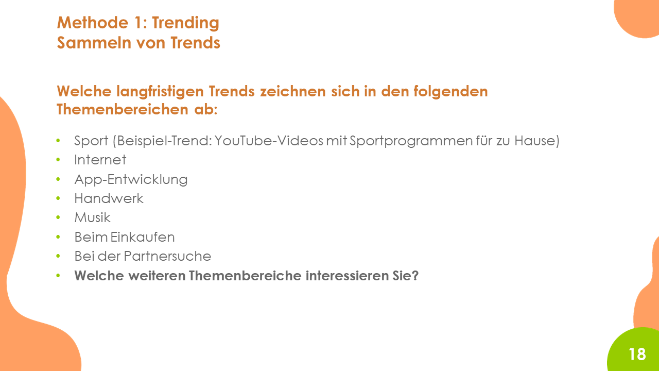 Methode 1: Trending
Sammeln von Trends
Welche langfristigen Trends zeichnen sich in den folgenden
Themenbereichen ab:
• Sport (Beispiel-Trend: YouTube-Videos mit Sportprogrammen für zu Hause)
• Internet
• App-Entwicklung
• Handwerk
• Musik
• Beim Einkaufen
• Bei der Partnersuche
• Welche weiteren Themenbereiche interessieren Sie?
18